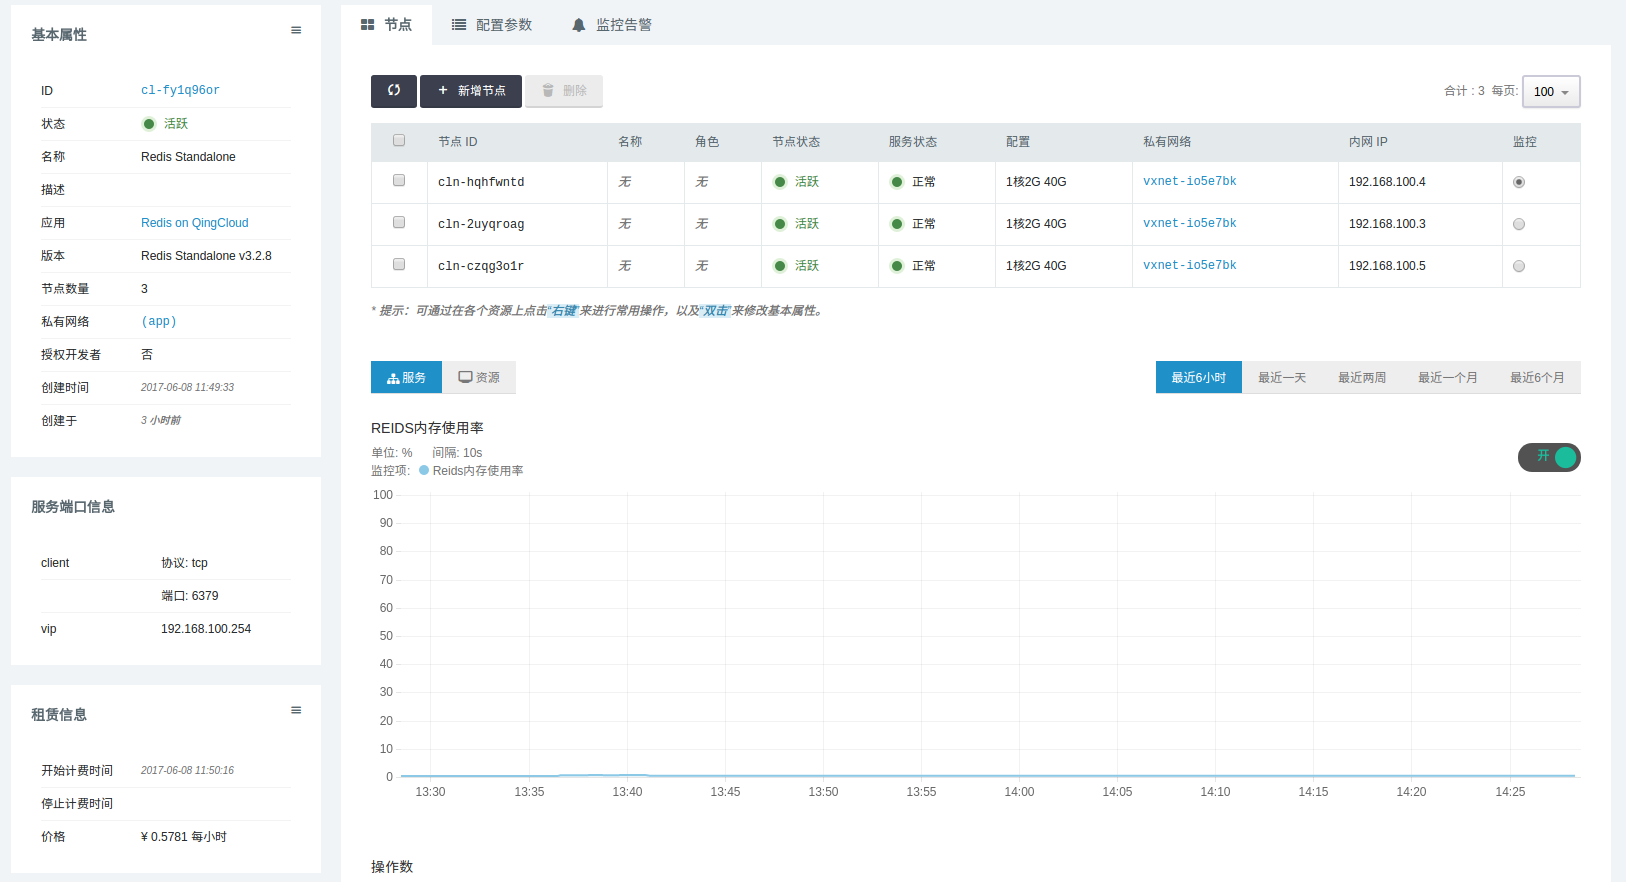 基本属性
ID cl-fy1q96or
状态 活跃
名称 Redis Standalone
描述
应用 Redis on QingCloud
版本 Redis Standalone v3.2.8
节点数量 3
私有网络 (app)
授权开发者 否
创建时间 2017-06-08 11:49:33
创建于 3 小时前
服务端口信息
client 协议: tcp
端口: 6379
vip 192.168.100.254
租赁信息
开始计费时间 2017-06-08 11:50:16
停止计费时间
价格 ¥ 0.5781 每小时
节点 配置参数 监控告警
+ 新增节点 删除 合计 : 3 每页: 100
节点 ID 名称 角色 节点状态 服务状态 配置 私有网络 内网 IP 监控
cln-hqhfwntd 无 无 活跃 正常 1核2G 40G vxnet-io5e7bk 192.168.100.4
cln-2uyqroag 无 无 活跃 正常 1核2G 40G vxnet-io5e7bk 192.168.100.3
cln-czqg3o1r 无 无 活跃 正常 1核2G 40G vxnet-io5e7bk 192.168.100.5
* 提示：可通过在各个资源上点击“右键”来进行常用操作，以及“双击”来修改基本属性。
服务 资源 最近6小时 最近一天 最近两周 最近一个月 最近6个月
REIDS内存使用率
单位: % 间隔: 10s
监控项: Reids内存使用率
开
100
90
80
70
60
50
40
30
20
10
0
13:30 13:35 13:40 13:45 13:50 13:55 14:00 14:05 14:10 14:15 14:20 14:25
操作数